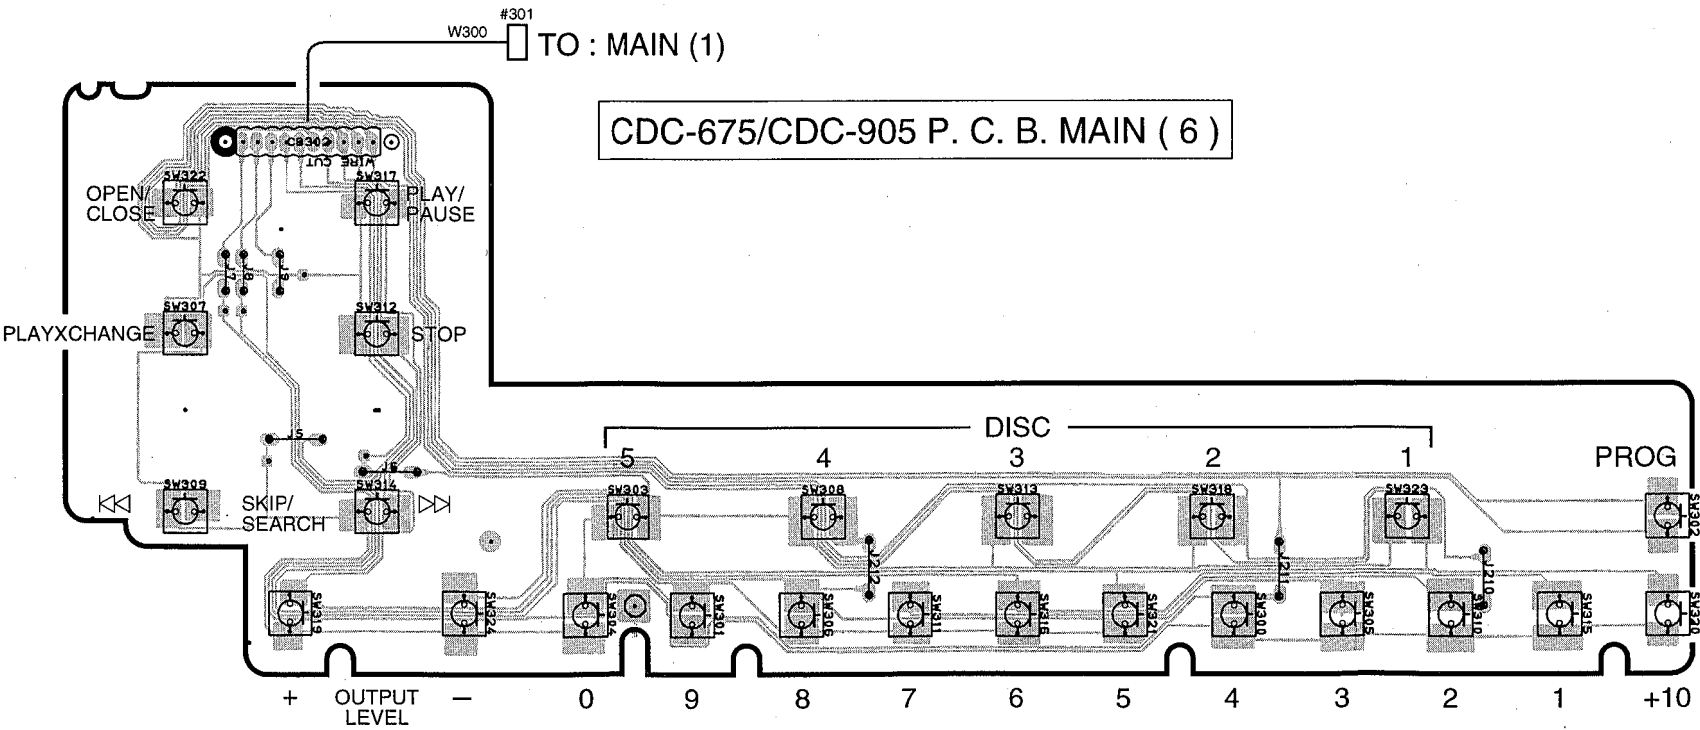 #301
W300
TO : MAIN (1)
CDC-675/CDC-905 P. C. B. MAIN ( 6 )
CB302
WIRE CUT
SW322
SW317
OPEN/
CLOSE
PLAY/
PAUSE
J7
J8
J9
SW307
SW312
PLAYXCHANGE
STOP
J5
J6
DISC
5
4
3
2
1
PROG
SW309
SKIP/
SEARCH
SW314
SW303
SW308
SW313
SW318
SW323
SW302
J212
J211
J210
SW319
SW324
SW304
SW301
SW306
SW311
SW316
SW321
SW300
SW305
SW310
SW315
SW320
+
OUTPUT
LEVEL
−
0
9
8
7
6
5
4
3
2
1
+10